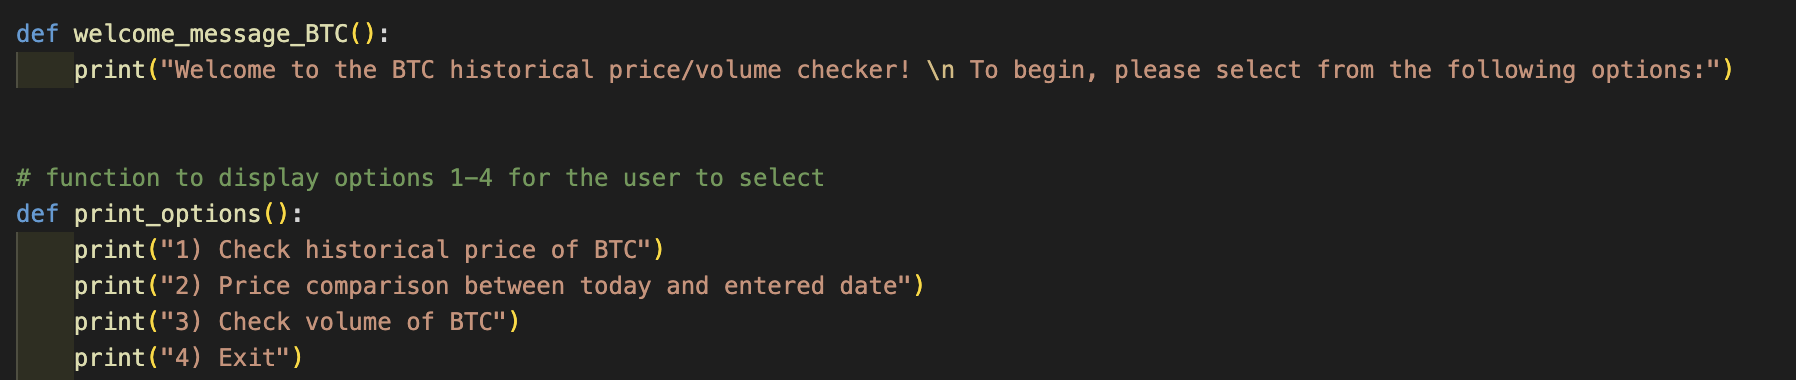 def welcome_message_BTC():
    print("Welcome to the BTC historical price/volume checker! \n To begin, please select from the following options:")
# function to display options 1-4 for the user to select
def print_options():
    print("1) Check historical price of BTC")
    print("2) Price comparison between today and entered date")
    print("3) Check volume of BTC")
    print("4) Exit")